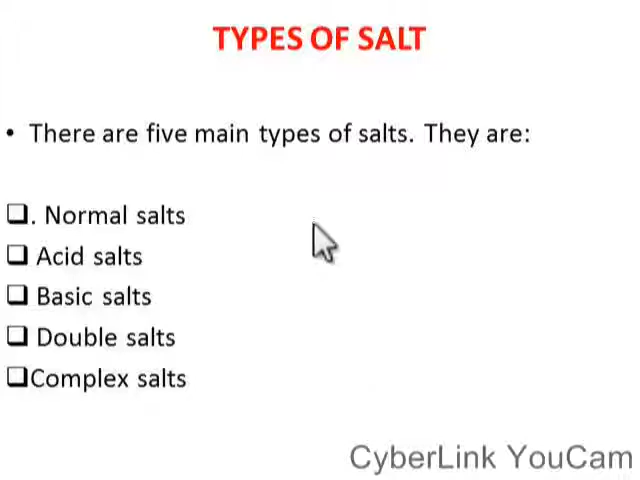 TYPES OF SALT
• There are five main types of salts. They are:
❑. Normal salts
❑ Acid salts
❑ Basic salts
❑ Double salts
❑Complex salts
CyberLink YouCam